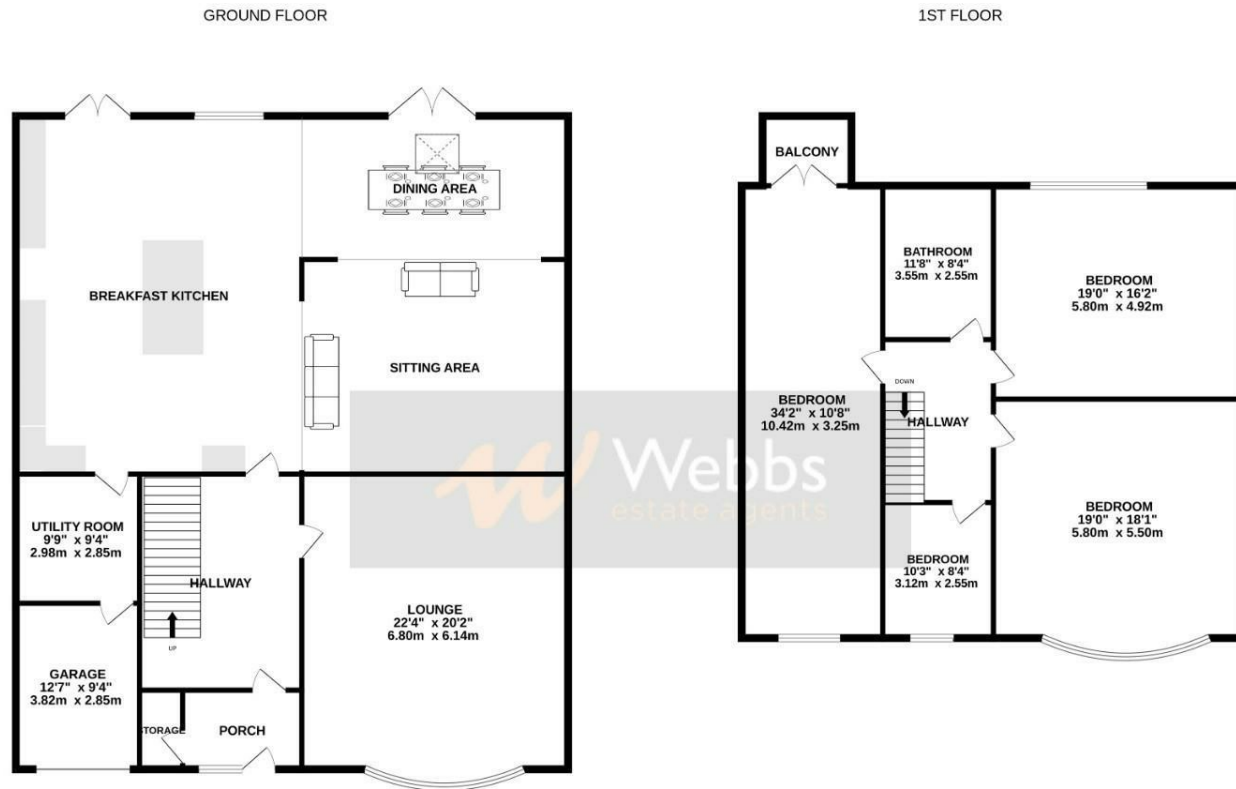 GROUND FLOOR
1ST FLOOR
BREAKFAST KITCHEN
DINING AREA
SITTING AREA
UTILITY ROOM
9'9" x 9'4"
2.98m x 2.85m
HALLWAY
UP
LOUNGE
22'4" x 20'2"
6.80m x 6.14m
GARAGE
12'7" x 9'4"
3.82m x 2.85m
STORAGE
PORCH
BALCONY
BATHROOM
11'8" x 8'4"
3.55m x 2.55m
BEDROOM
19'0" x 16'2"
5.80m x 4.92m
BEDROOM
34'2" x 10'8"
10.42m x 3.25m
DOWN
HALLWAY
BEDROOM
19'0" x 18'1"
5.80m x 5.50m
BEDROOM
10'3" x 8'4"
3.12m x 2.55m
Webbs
estate agents